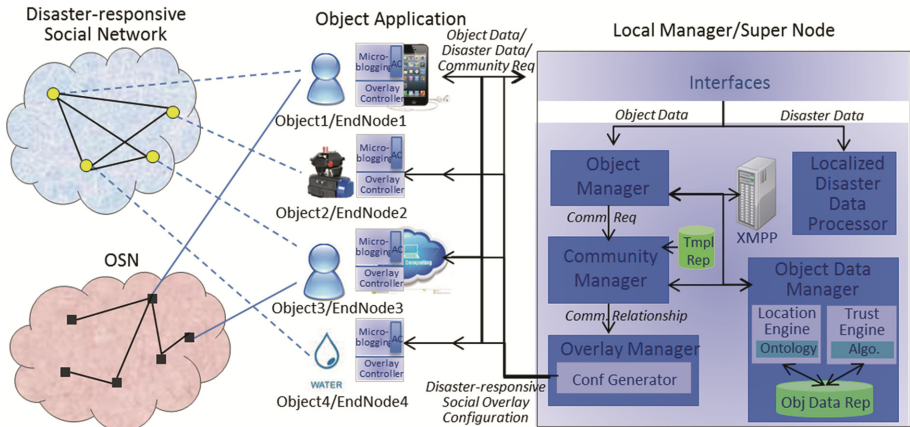 Disaster-responsive
Social Network
Object Application
Local Manager/Super Node
Object Data/
Disaster Data/
Community Req
Micro-
blogging
AC
Overlay
Controller
Object1/EndNode1
Micro-
blogging
AC
Overlay
Controller
Object2/EndNode2
OSN
Micro-
blogging
AC
Overlay
Controller
Computing
Object3/EndNode3
Micro-
blogging
AC
Overlay
Controller
WATER
Object4/EndNode4
Disaster-responsive
Social Overlay
Configuration
Interfaces
Object Data
Disaster Data
Object
Manager
Localized
Disaster
Data
Processor
XMPP
Comm. Req
Tmpl
Rep
Community
Manager
Object Data
Manager
Location
Engine
Ontology
Trust
Engine
Algo.
Comm. Relationship
Overlay Manager
Conf Generator
Obj Data Rep